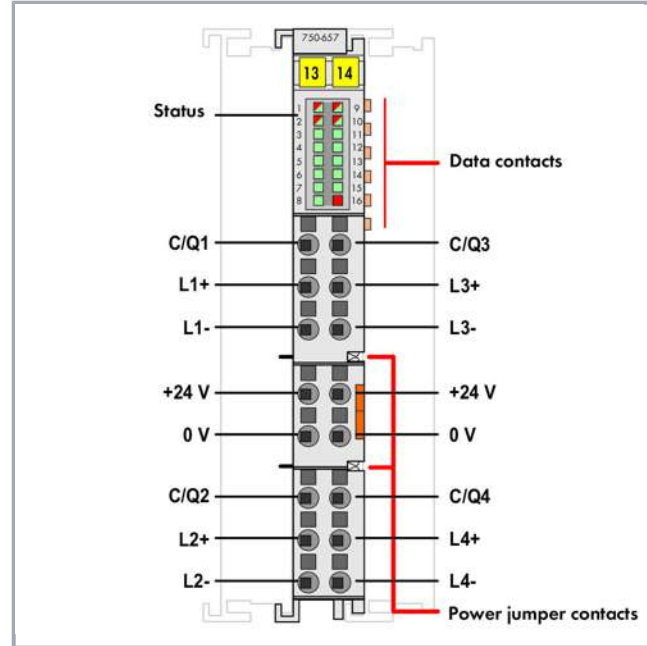 750-657
13 14
Status
1 9
2 10
3 11
4 12
5 13
6 14
7 15
8 16
Data contacts
C/Q1 C/Q3
L1+ L3+
L1- L3-
+24 V +24 V
0 V 0 V
C/Q2 C/Q4
L2+ L4+
L2- L4-
Power jumper contacts